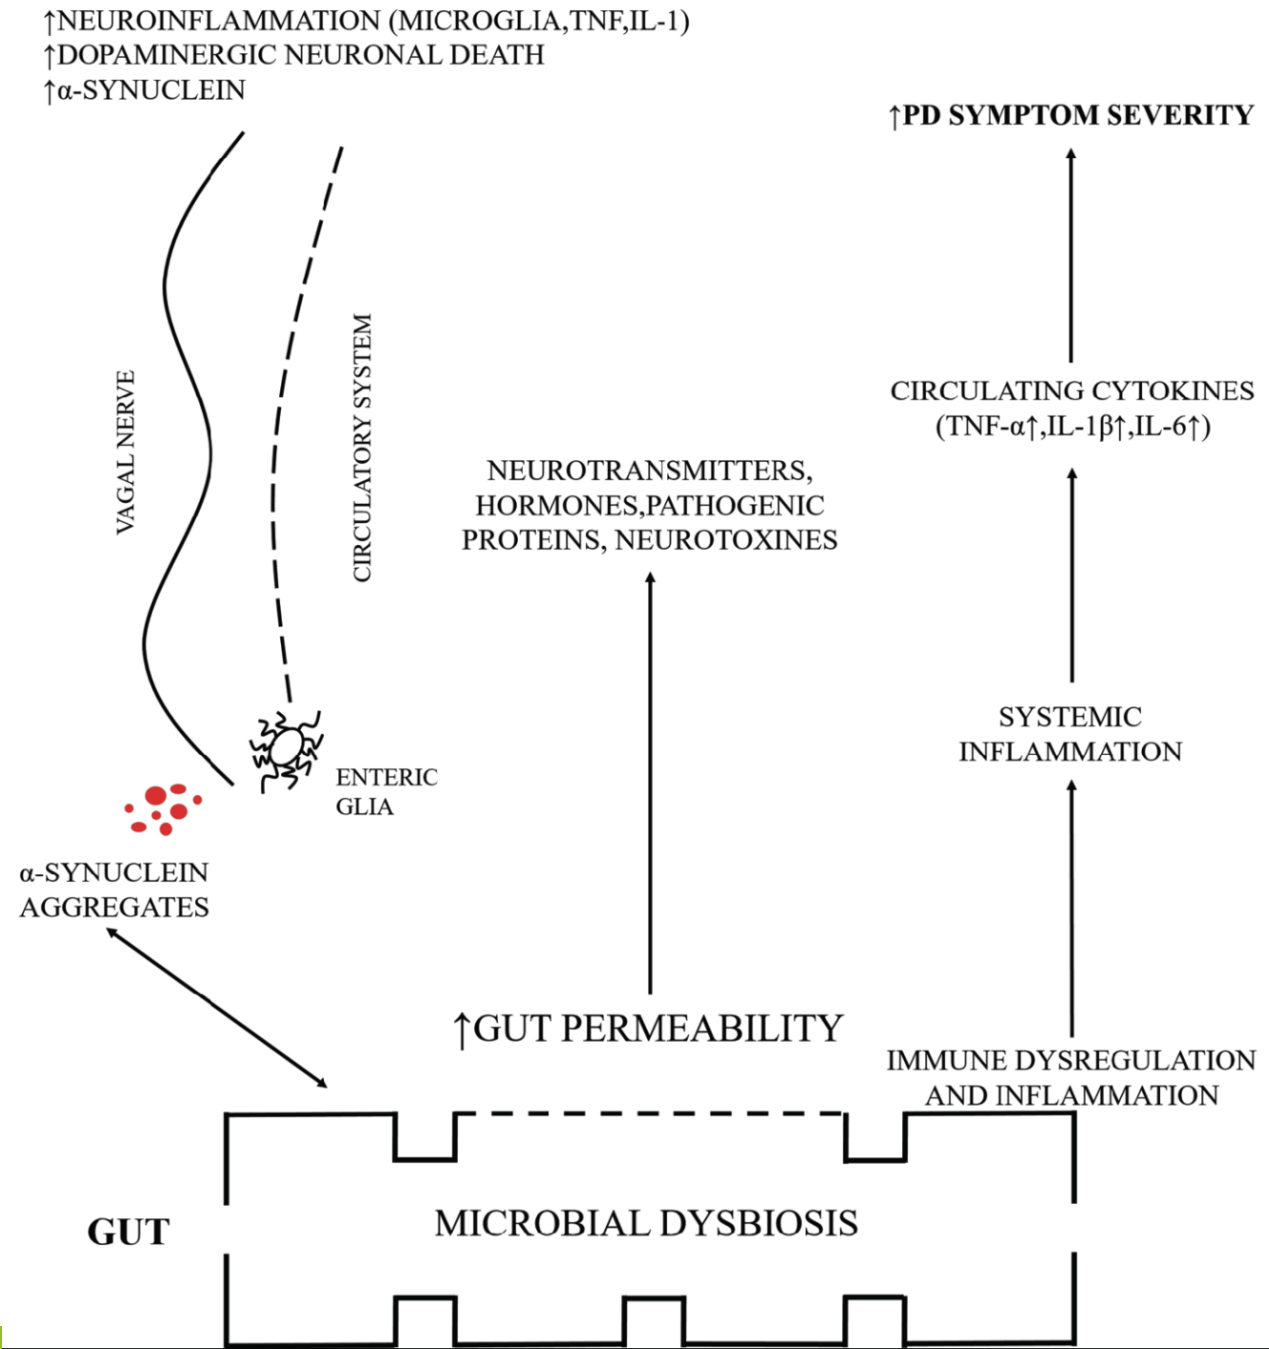 ↑NEUROINFLAMMATION (MICROGLIA,TNF,IL-1)
↑DOPAMINERGIC NEURONAL DEATH
↑α-SYNUCLEIN
↑PD SYMPTOM SEVERITY
VAGAL NERVE
CIRCULATORY SYSTEM
CIRCULATING CYTOKINES
(TNF-α↑,IL-1β↑,IL-6↑)
NEUROTRANSMITTERS,
HORMONES,PATHOGENIC
PROTEINS, NEUROTOXINES
SYSTEMIC
INFLAMMATION
ENTERIC
GLIA
α-SYNUCLEIN
AGGREGATES
↑GUT PERMEABILITY
IMMUNE DYSREGULATION
AND INFLAMMATION
GUT
MICROBIAL DYSBIOSIS